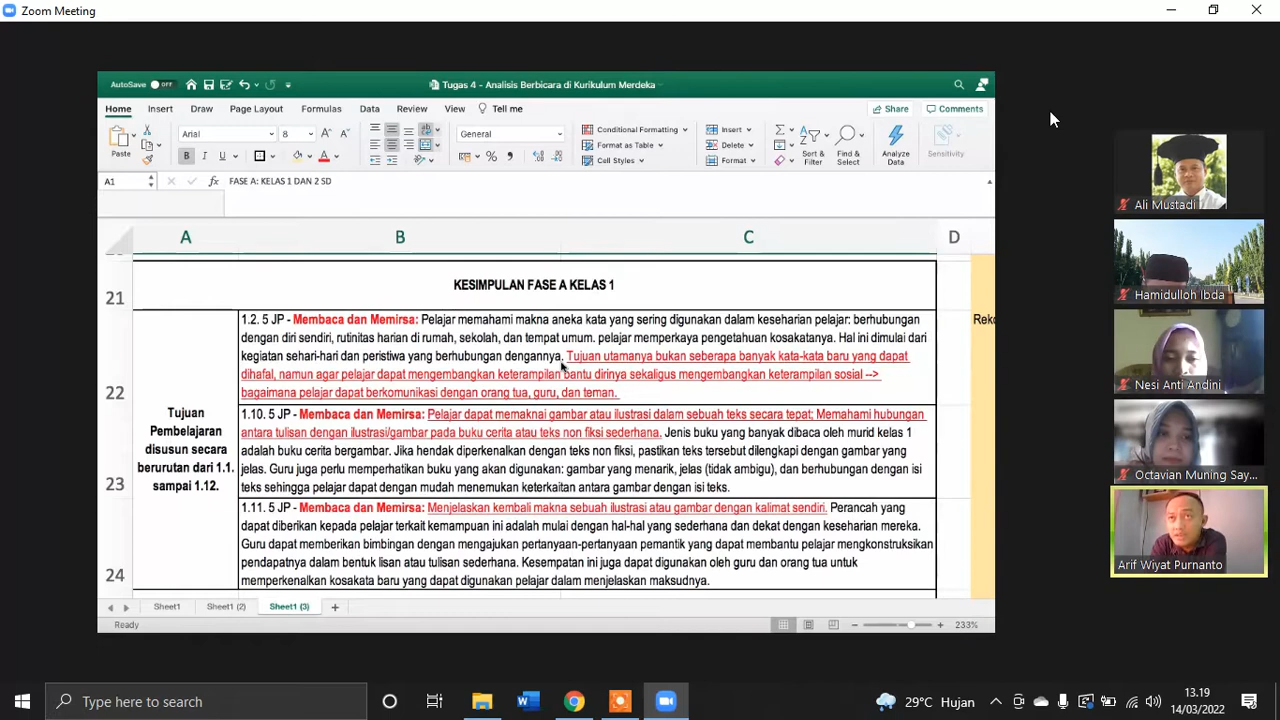 Zoom Meeting
AutoSave OFF
Tugas 4 - Analisis Berbicara di Kurikulum Merdeka
Home Insert Draw Page Layout Formulas Data Review View Tell me
Share Comments
Paste
Arial 8
B I U
General
Conditional Formatting
Format as Table
Cell Styles
Insert
Delete
Format
Sort & Filter
Find & Select
Analyze Data
Sensitivity
A1 fx FASE A: KELAS 1 DAN 2 SD
A B C D
21 KESIMPULAN FASE A KELAS 1
22
23
24
Tujuan
Pembelajaran
disusun secara
berurutan dari 1.1.
sampai 1.12.
1.2. 5 JP - Membaca dan Memirsa: Pelajar memahami makna aneka kata yang sering digunakan dalam keseharian pelajar: berhubungan
dengan diri sendiri, rutinitas harian di rumah, sekolah, dan tempat umum. pelajar memperkaya pengetahuan kosakatanya. Hal ini dimulai dari
kegiatan sehari-hari dan peristiwa yang berhubungan dengannya. Tujuan utamanya bukan seberapa banyak kata-kata baru yang dapat
dihafal, namun agar pelajar dapat mengembangkan keterampilan bantu dirinya sekaligus mengembangkan keterampilan sosial -->
bagaimana pelajar dapat berkomunikasi dengan orang tua, guru, dan teman.
1.10. 5 JP - Membaca dan Memirsa: Pelajar dapat memaknai gambar atau ilustrasi dalam sebuah teks secara tepat; Memahami hubungan
antara tulisan dengan ilustrasi/gambar pada buku cerita atau teks non fiksi sederhana. Jenis buku yang banyak dibaca oleh murid kelas 1
adalah buku cerita bergambar. Jika hendak diperkenalkan dengan teks non fiksi, pastikan teks tersebut dilengkapi dengan gambar yang
jelas. Guru juga perlu memperhatikan buku yang akan digunakan: gambar yang menarik, jelas (tidak ambigu), dan berhubungan dengan isi
teks sehingga pelajar dapat dengan mudah menemukan keterkaitan antara gambar dengan isi teks.
1.11. 5 JP - Membaca dan Memirsa: Menjelaskan kembali makna sebuah ilustrasi atau gambar dengan kalimat sendiri. Perancah yang
dapat diberikan kepada pelajar terkait kemampuan ini adalah mulai dengan hal-hal yang sederhana dan dekat dengan keseharian mereka.
Guru dapat memberikan bimbingan dengan mengajukan pertanyaan-pertanyaan pemantik yang dapat membantu pelajar mengkonstruksikan
pendapatnya dalam bentuk lisan atau tulisan sederhana. Kesempatan ini juga dapat digunakan oleh guru dan orang tua untuk
memperkenalkan kosakata baru yang dapat digunakan pelajar dalam menjelaskan maksudnya.
Reko
Sheet1 Sheet1 (2) Sheet1 (3)
Ready
233%
Ali Mustadi
Hamidulloh Ibda
Nesi Anti Andini
Octavian Muning Say...
Arif Wiyat Purnanto
Type here to search
29°C Hujan
13.19
14/03/2022